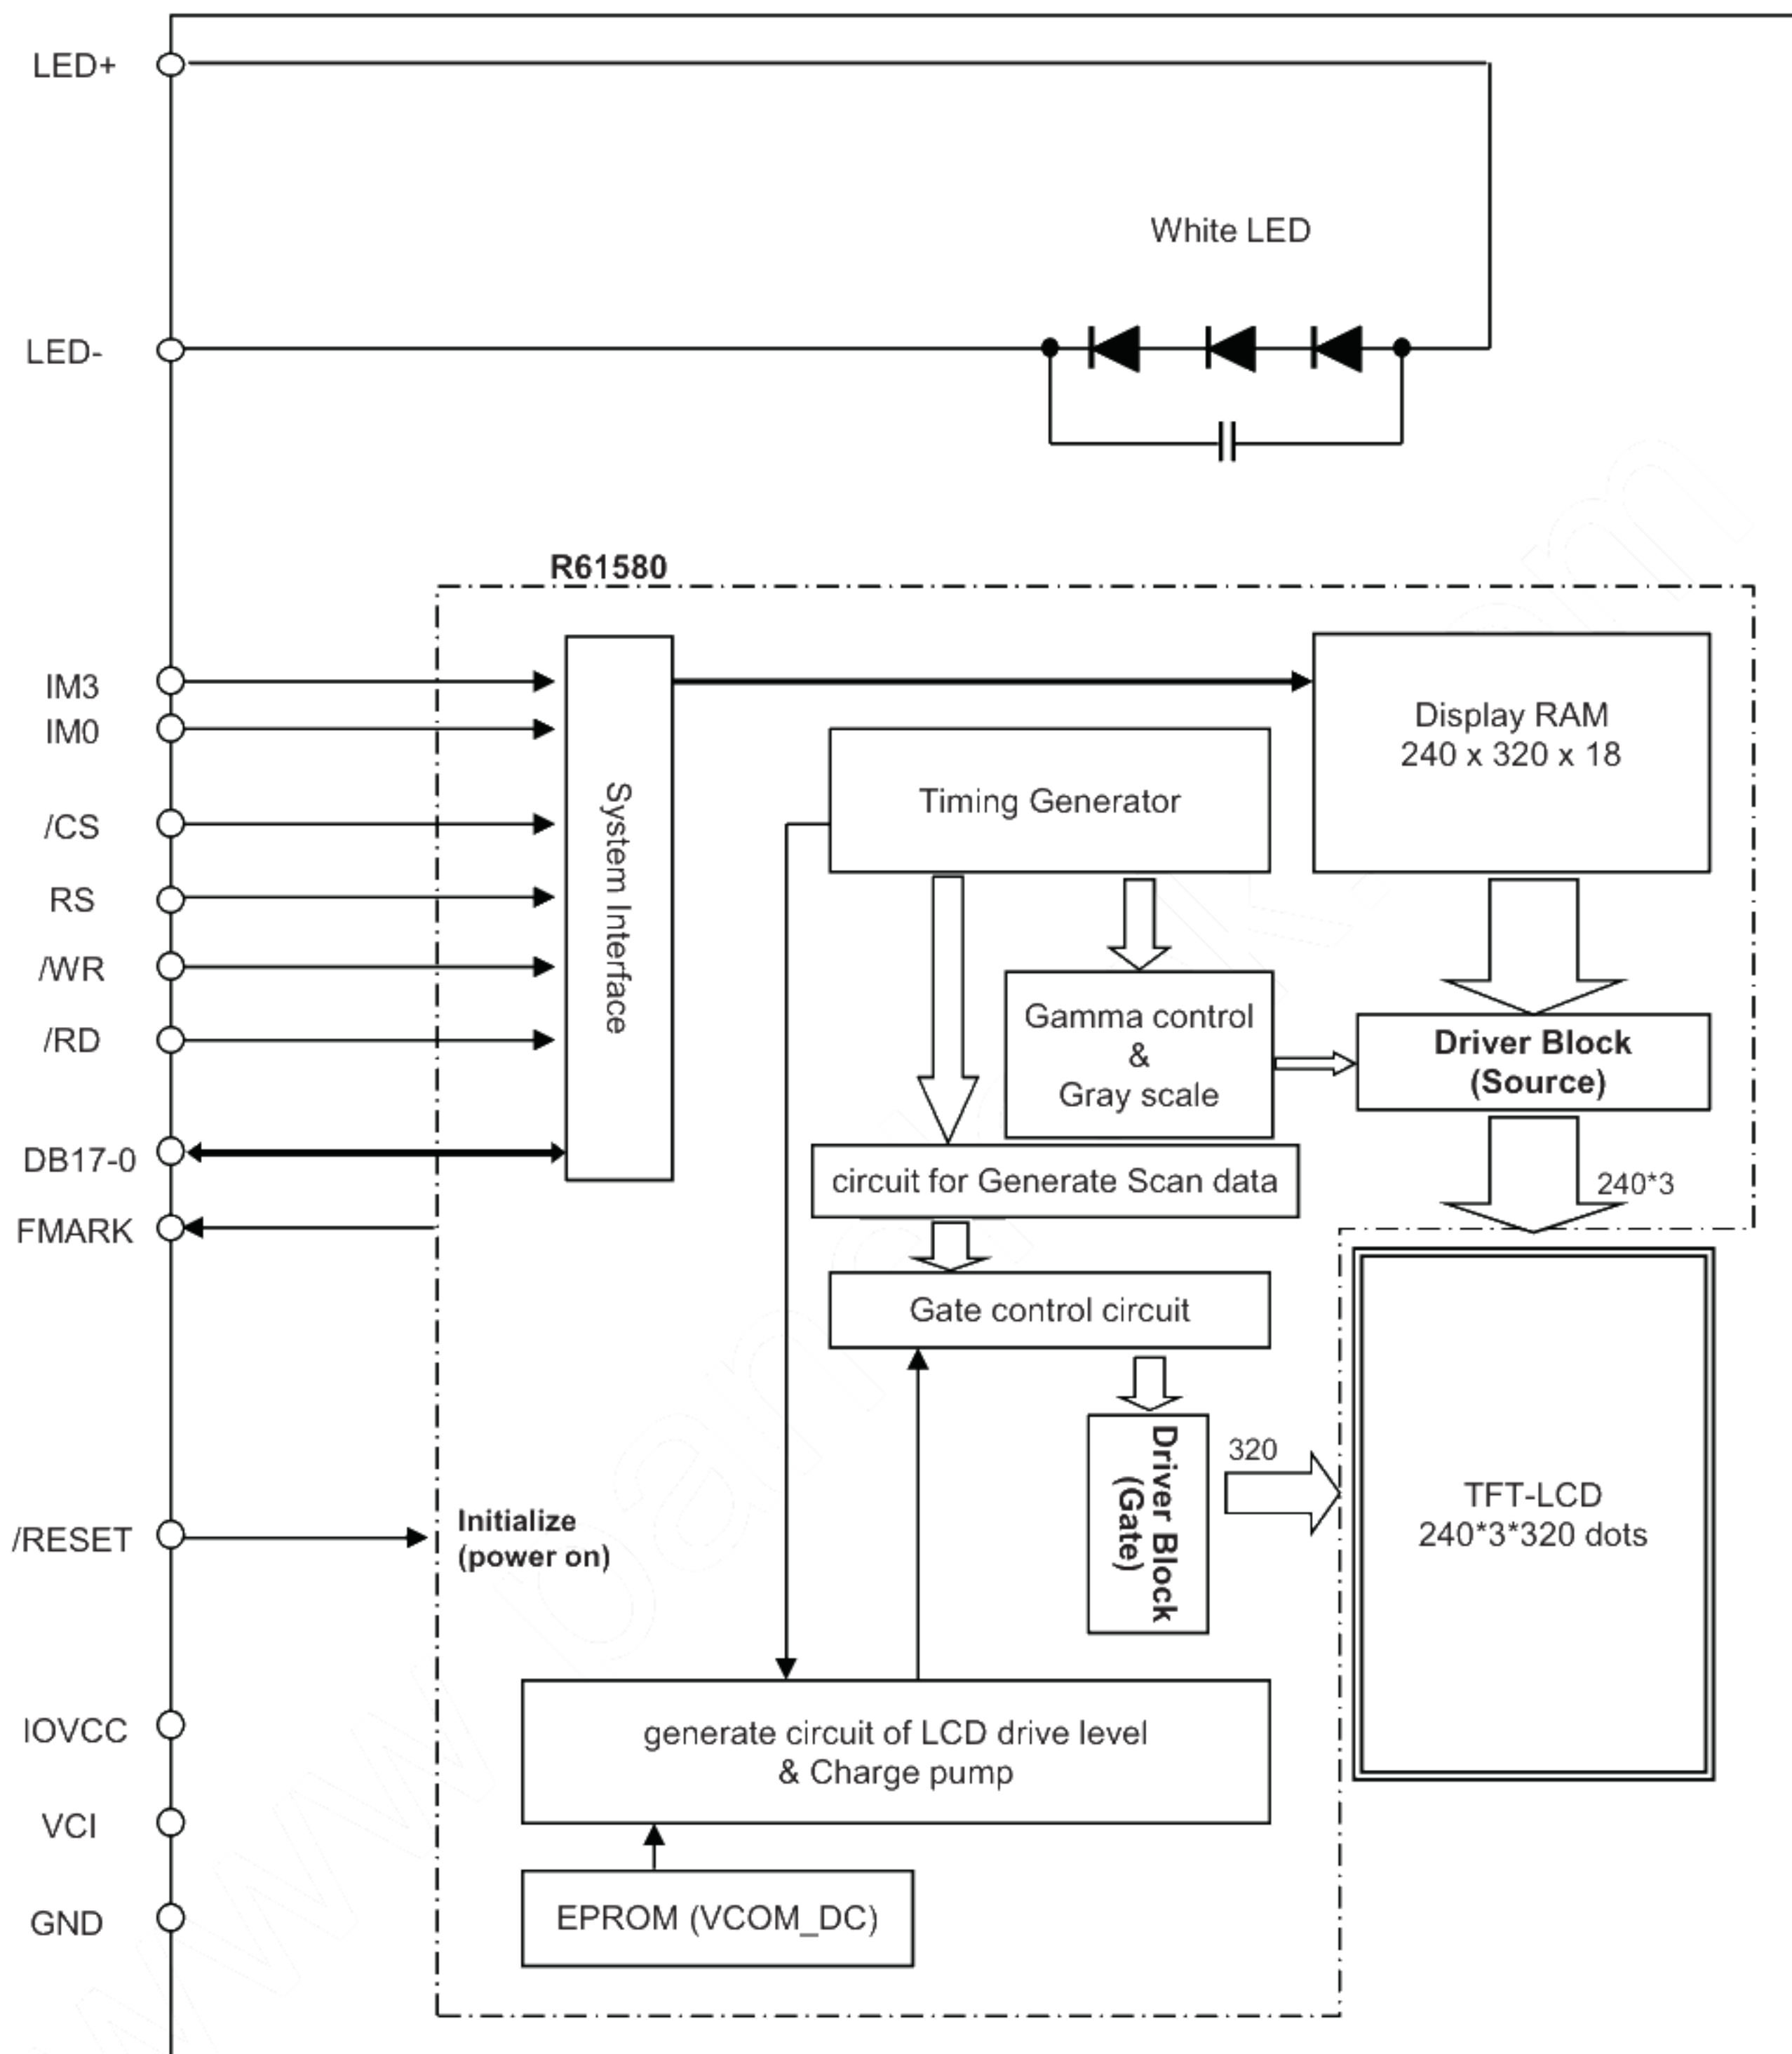 LED+
White LED
LED-
R61580
IM3
IM0
/CS
RS
/WR
/RD
DB17-0
FMARK
/RESET
IOVCC
VCI
GND
System Interface
Display RAM
240 x 320 x 18
Timing Generator
Gamma control
&
Gray scale
Driver Block
(Source)
240*3
circuit for Generate Scan data
Gate control circuit
Driver Block
(Gate)
320
TFT-LCD
240*3*320 dots
Initialize
(power on)
generate circuit of LCD drive level
& Charge pump
EPROM (VCOM_DC)